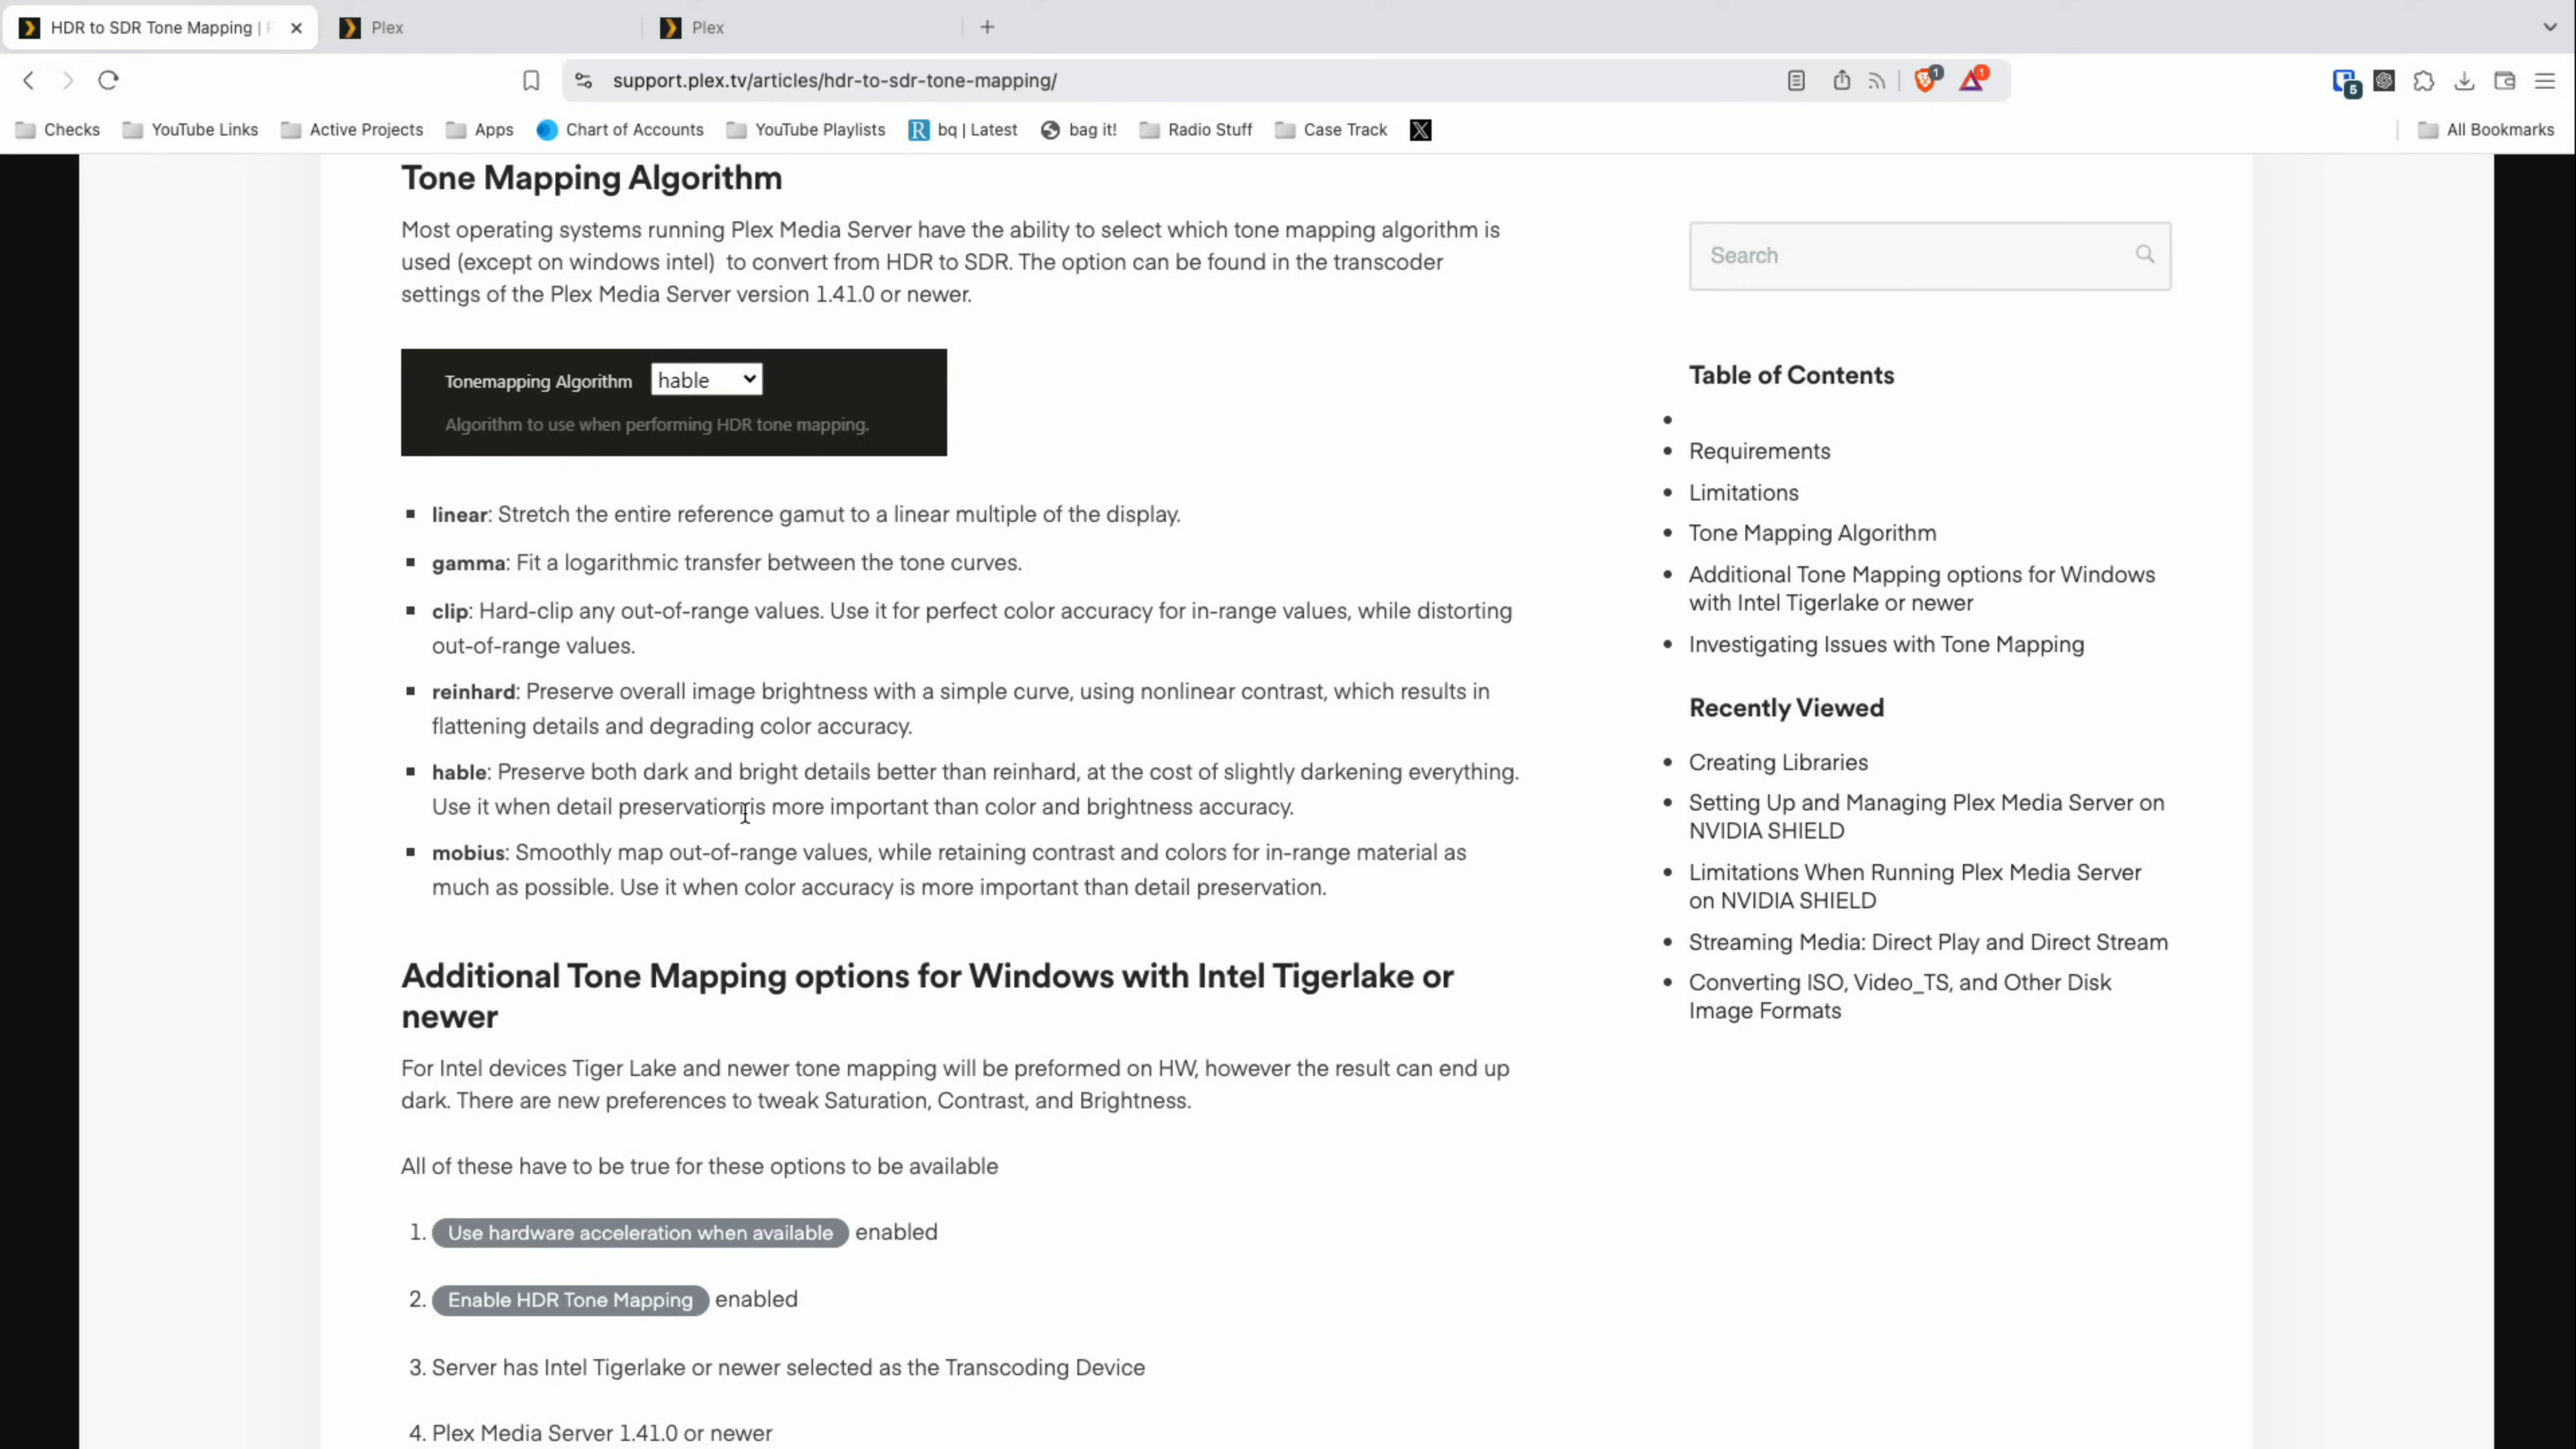 HDR to SDR Tone Mapping |
Plex
Plex
support.plex.tv/articles/hdr-to-sdr-tone-mapping/
1
1
5
Checks
YouTube Links
Active Projects
Apps
Chart of Accounts
YouTube Playlists
R
bq | Latest
bag it!
Radio Stuff
Case Track
All Bookmarks
Tone Mapping Algorithm
Most operating systems running Plex Media Server have the ability to select which tone mapping algorithm is
used (except on windows intel)  to convert from HDR to SDR. The option can be found in the transcoder
settings of the Plex Media Server version 1.41.0 or newer.
Tonemapping Algorithm hable
Algorithm to use when performing HDR tone mapping.
linear: Stretch the entire reference gamut to a linear multiple of the display.
gamma: Fit a logarithmic transfer between the tone curves.
clip: Hard-clip any out-of-range values. Use it for perfect color accuracy for in-range values, while distorting
out-of-range values.
reinhard: Preserve overall image brightness with a simple curve, using nonlinear contrast, which results in
flattening details and degrading color accuracy.
hable: Preserve both dark and bright details better than reinhard, at the cost of slightly darkening everything.
Use it when detail preservation is more important than color and brightness accuracy.
mobius: Smoothly map out-of-range values, while retaining contrast and colors for in-range material as
much as possible. Use it when color accuracy is more important than detail preservation.
Additional Tone Mapping options for Windows with Intel Tigerlake or
newer
For Intel devices Tiger Lake and newer tone mapping will be preformed on HW, however the result can end up
dark. There are new preferences to tweak Saturation, Contrast, and Brightness.
All of these have to be true for these options to be available
1. Use hardware acceleration when available enabled
2. Enable HDR Tone Mapping enabled
3. Server has Intel Tigerlake or newer selected as the Transcoding Device
4. Plex Media Server 1.41.0 or newer
Search
Table of Contents
Requirements
Limitations
Tone Mapping Algorithm
Additional Tone Mapping options for Windows
with Intel Tigerlake or newer
Investigating Issues with Tone Mapping
Recently Viewed
Creating Libraries
Setting Up and Managing Plex Media Server on
NVIDIA SHIELD
Limitations When Running Plex Media Server
on NVIDIA SHIELD
Streaming Media: Direct Play and Direct Stream
Converting ISO, Video_TS, and Other Disk
Image Formats